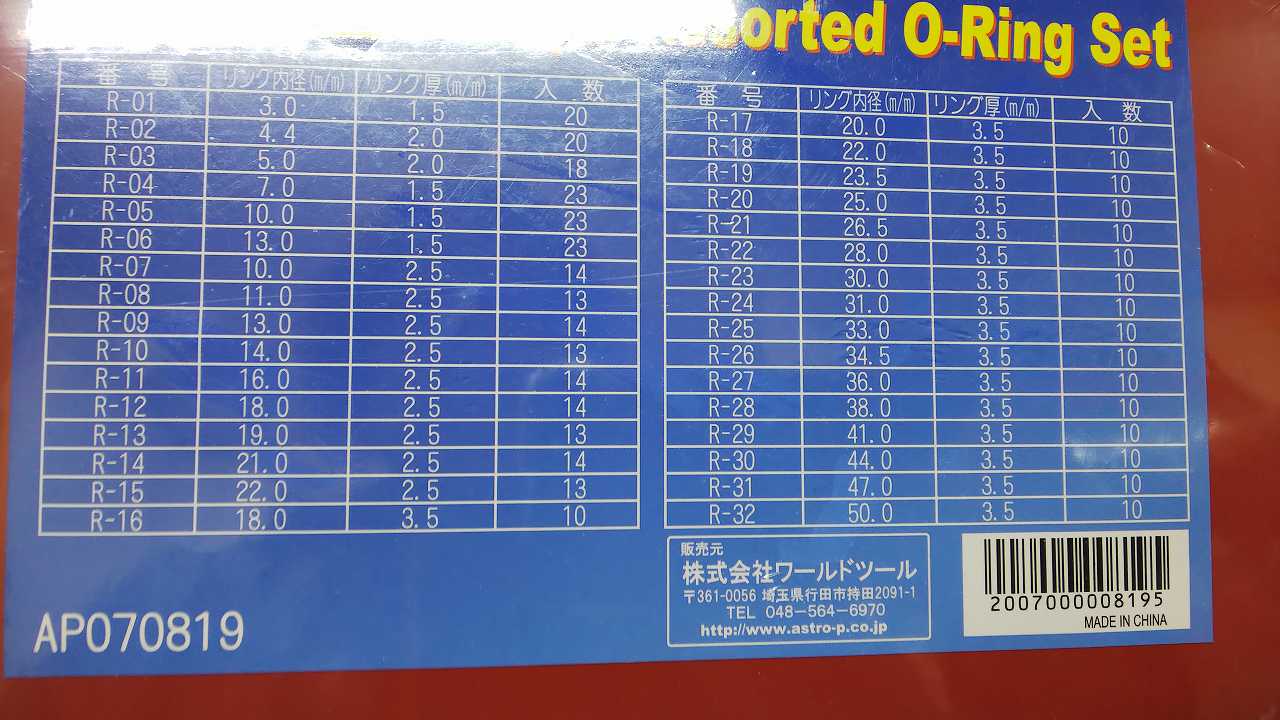 orted O-Ring Set
番 号 リング内径(m/m) リング厚(m/m) 入 数
R-01 3.0 1.5 20
R-02 4.4 2.0 20
R-03 5.0 2.0 18
R-04 7.0 1.5 23
R-05 10.0 1.5 23
R-06 13.0 1.5 23
R-07 10.0 2.5 14
R-08 11.0 2.5 13
R-09 13.0 2.5 14
R-10 14.0 2.5 13
R-11 16.0 2.5 14
R-12 18.0 2.5 14
R-13 19.0 2.5 13
R-14 21.0 2.5 14
R-15 22.0 2.5 13
R-16 18.0 3.5 10
番 号 リング内径(m/m) リング厚(m/m) 入 数
R-17 20.0 3.5 10
R-18 22.0 3.5 10
R-19 23.5 3.5 10
R-20 25.0 3.5 10
R-21 26.5 3.5 10
R-22 28.0 3.5 10
R-23 30.0 3.5 10
R-24 31.0 3.5 10
R-25 33.0 3.5 10
R-26 34.5 3.5 10
R-27 36.0 3.5 10
R-28 38.0 3.5 10
R-29 41.0 3.5 10
R-30 44.0 3.5 10
R-31 47.0 3.5 10
R-32 50.0 3.5 10
AP070819
販売元
株式会社ワールドツール
〒361-0056 埼玉県行田市持田2091-1
TEL 048-564-6970
http://www.astro-p.co.jp
2007000008195
MADE IN CHINA